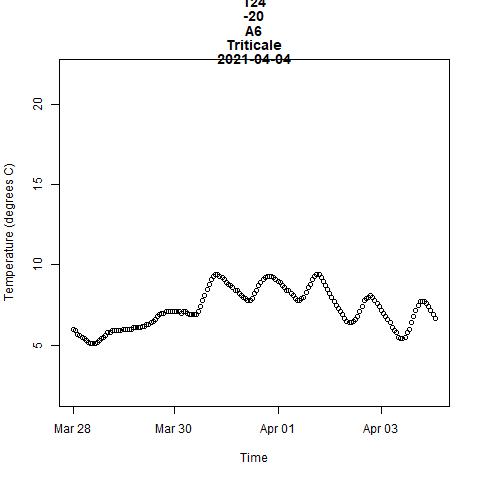 124
-20
A6
Triticale
2021-04-04
Temperature (degrees C)
20
15
10
5
Mar 28
Mar 30
Apr 01
Apr 03
Time